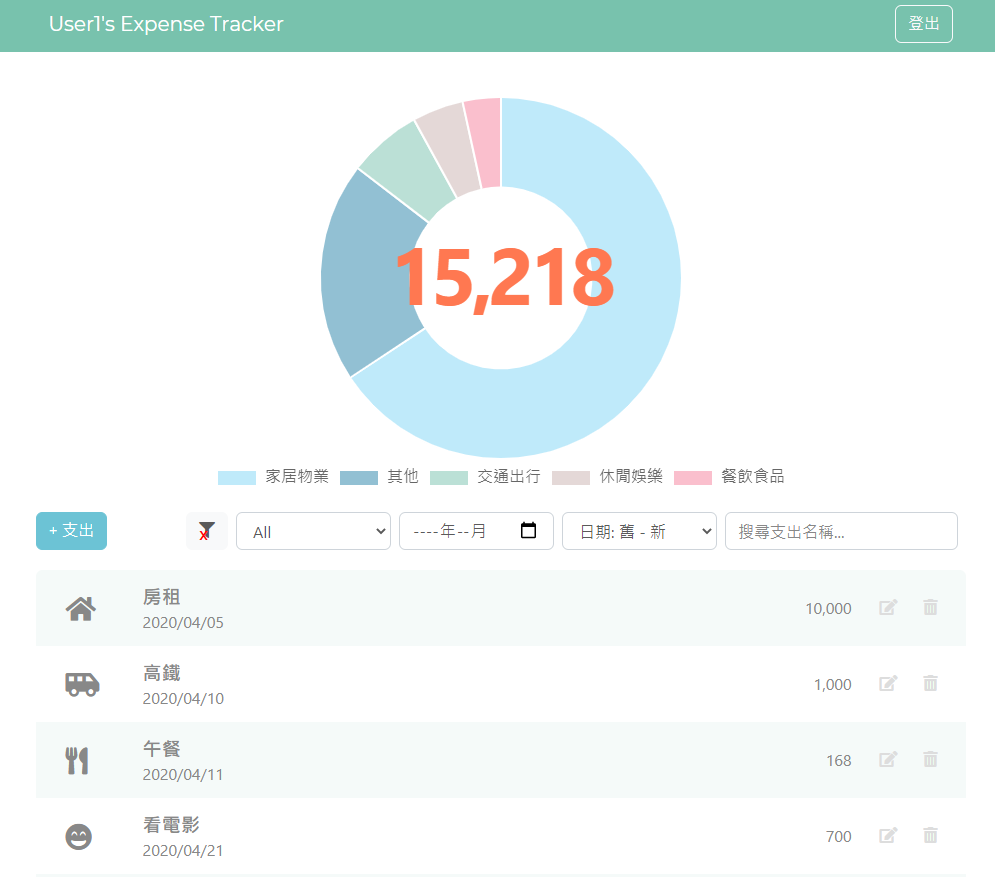 User1's Expense Tracker 登出
15,218
家居物業 其他 交通出行 休閒娛樂 餐飲食品
+ 支出 All ----年--月 日期: 舊 - 新 搜尋支出名稱...
房租
2020/04/05 10,000
高鐵
2020/04/10 1,000
午餐
2020/04/11 168
看電影
2020/04/21 700